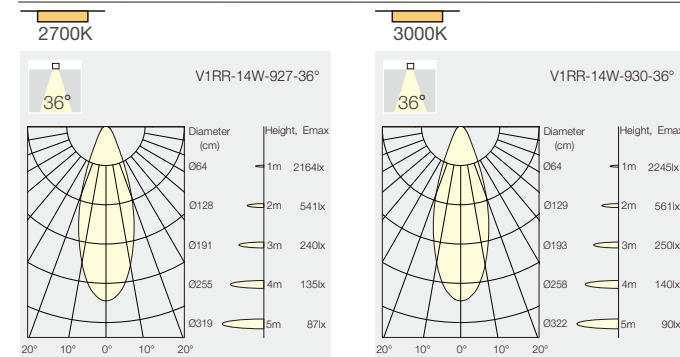 2700K
V1RR-14W-927-36°
36°
Diameter Height, Emax
(cm)
Ø64 1m 2164lx
Ø128 2m 541lx
Ø191 3m 240lx
Ø255 4m 135lx
Ø319 5m 87lx
20° 10° 0° 10° 20°
3000K
V1RR-14W-930-36°
36°
Diameter Height, Emax
(cm)
Ø64 1m 2245lx
Ø129 2m 561lx
Ø193 3m 250lx
Ø258 4m 140lx
Ø322 5m 90lx
20° 10° 0° 10° 20°